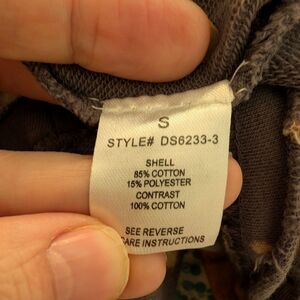 S
STYLE# DS6233-3
SHELL
85% COTTON
15% POLYESTER
CONTRAST
100% COTTON
SEE REVERSE
CARE INSTRUCTIONS